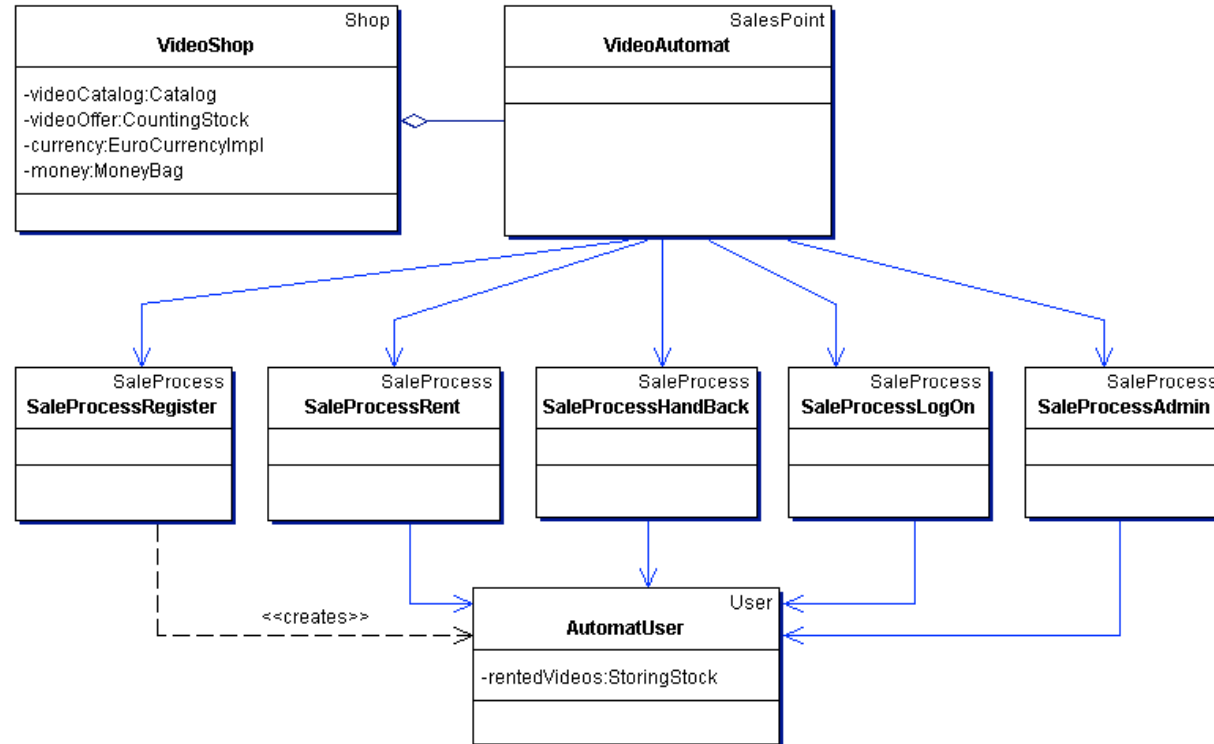 Shop
VideoShop
-videoCatalog:Catalog
-videoOffer:CountingStock
-currency:EuroCurrencyImpl
-money:MoneyBag
SalesPoint
VideoAutomat
SaleProcess
SaleProcessRegister
SaleProcess
SaleProcessRent
SaleProcess
SaleProcessHandBack
SaleProcess
SaleProcessLogOn
SaleProcess
SaleProcessAdmin
<<creates>>
User
AutomatUser
-rentedVideos:StoringStock